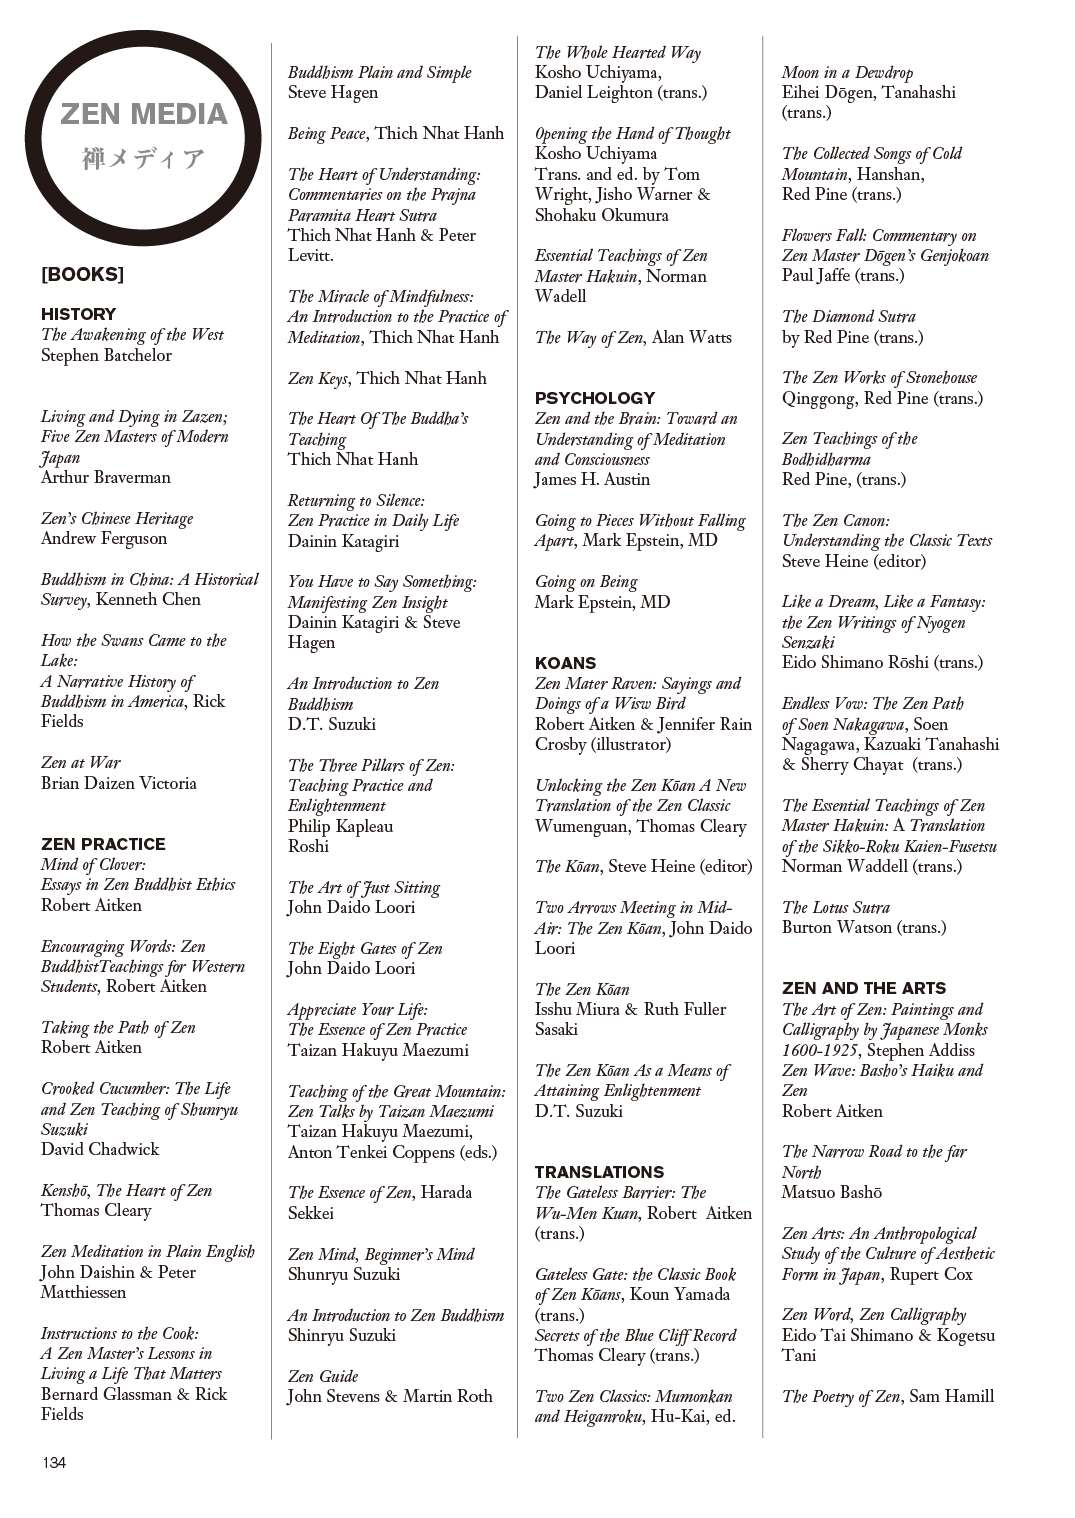 ZEN MEDIA
禅メディア
[BOOKS]
HISTORY
The Awakening of the West
Stephen Batchelor
Living and Dying in Zazen;
Five Zen Masters of Modern
Japan
Arthur Braverman
Zen's Chinese Heritage
Andrew Ferguson
Buddhism in China: A Historical
Survey, Kenneth Chen
How the Swans Came to the
Lake:
A Narrative History of
Buddhism in America, Rick
Fields
Zen at War
Brian Daizen Victoria
ZEN PRACTICE
Mind of Clover:
Essays in Zen Buddhist Ethics
Robert Aitken
Encouraging Words: Zen
BuddhistTeachings for Western
Students, Robert Aitken
Taking the Path of Zen
Robert Aitken
Crooked Cucumber: The Life
and Zen Teaching of Shunryu
Suzuki
David Chadwick
Kenshō, The Heart of Zen
Thomas Cleary
Zen Meditation in Plain English
John Daishin & Peter
Matthiessen
Instructions to the Cook:
A Zen Master's Lessons in
Living a Life That Matters
Bernard Glassman & Rick
Fields
Buddhism Plain and Simple
Steve Hagen
Being Peace, Thich Nhat Hanh
The Heart of Understanding:
Commentaries on the Prajna
Paramita Heart Sutra
Thich Nhat Hanh & Peter
Levitt.
The Miracle of Mindfulness:
An Introduction to the Practice of
Meditation, Thich Nhat Hanh
Zen Keys, Thich Nhat Hanh
The Heart Of The Buddha's
Teaching
Thich Nhat Hanh
Returning to Silence:
Zen Practice in Daily Life
Dainin Katagiri
You Have to Say Something:
Manifesting Zen Insight
Dainin Katagiri & Steve
Hagen
An Introduction to Zen
Buddhism
D.T. Suzuki
The Three Pillars of Zen:
Teaching Practice and
Enlightenment
Philip Kapleau
Roshi
The Art of Just Sitting
John Daido Loori
The Eight Gates of Zen
John Daido Loori
Appreciate Your Life:
The Essence of Zen Practice
Taizan Hakuyu Maezumi
Teaching of the Great Mountain:
Zen Talks by Taizan Maezumi
Taizan Hakuyu Maezumi,
Anton Tenkei Coppens (eds.)
The Essence of Zen, Harada
Sekkei
Zen Mind, Beginner's Mind
Shunryu Suzuki
An Introduction to Zen Buddhism
Shinryu Suzuki
Zen Guide
John Stevens & Martin Roth
The Whole Hearted Way
Kosho Uchiyama,
Daniel Leighton (trans.)
Opening the Hand of Thought
Kosho Uchiyama
Trans. and ed. by Tom
Wright, Jisho Warner &
Shohaku Okumura
Essential Teachings of Zen
Master Hakuin, Norman
Wadell
The Way of Zen, Alan Watts
PSYCHOLOGY
Zen and the Brain: Toward an
Understanding of Meditation
and Consciousness
James H. Austin
Going to Pieces Without Falling
Apart, Mark Epstein, MD
Going on Being
Mark Epstein, MD
KOANS
Zen Mater Raven: Sayings and
Doings of a Wisw Bird
Robert Aitken & Jennifer Rain
Crosby (illustrator)
Unlocking the Zen Kōan A New
Translation of the Zen Classic
Wumenguan, Thomas Cleary
The Kōan, Steve Heine (editor)
Two Arrows Meeting in Mid-
Air: The Zen Kōan, John Daido
Loori
The Zen Kōan
Isshu Miura & Ruth Fuller
Sasaki
The Zen Kōan As a Means of
Attaining Enlightenment
D.T. Suzuki
TRANSLATIONS
The Gateless Barrier: The
Wu-Men Kuan, Robert Aitken
(trans.)
Gateless Gate: the Classic Book
of Zen Kōans, Koun Yamada
(trans.)
Secrets of the Blue Cliff Record
Thomas Cleary (trans.)
Two Zen Classics: Mumonkan
and Heiganroku, Hu-Kai, ed.
Moon in a Dewdrop
Eihei Dōgen, Tanahashi
(trans.)
The Collected Songs of Cold
Mountain, Hanshan,
Red Pine (trans.)
Flowers Fall: Commentary on
Zen Master Dōgen's Genjokoan
Paul Jaffe (trans.)
The Diamond Sutra
by Red Pine (trans.)
The Zen Works of Stonehouse
Qinggong, Red Pine (trans.)
Zen Teachings of the
Bodhidharma
Red Pine, (trans.)
The Zen Canon:
Understanding the Classic Texts
Steve Heine (editor)
Like a Dream, Like a Fantasy:
the Zen Writings of Nyogen
Senzaki
Eido Shimano Rōshi (trans.)
Endless Vow: The Zen Path
of Soen Nakagawa, Soen
Nagagawa, Kazuaki Tanahashi
& Sherry Chayat (trans.)
The Essential Teachings of Zen
Master Hakuin: A Translation
of the Sikko-Roku Kaien-Fusetsu
Norman Waddell (trans.)
The Lotus Sutra
Burton Watson (trans.)
ZEN AND THE ARTS
The Art of Zen: Paintings and
Calligraphy by Japanese Monks
1600-1925, Stephen Addiss
Zen Wave: Basho's Haiku and
Zen
Robert Aitken
The Narrow Road to the far
North
Matsuo Bashō
Zen Arts: An Anthropological
Study of the Culture of Aesthetic
Form in Japan, Rupert Cox
Zen Word, Zen Calligraphy
Eido Tai Shimano & Kogetsu
Tani
The Poetry of Zen, Sam Hamill
134